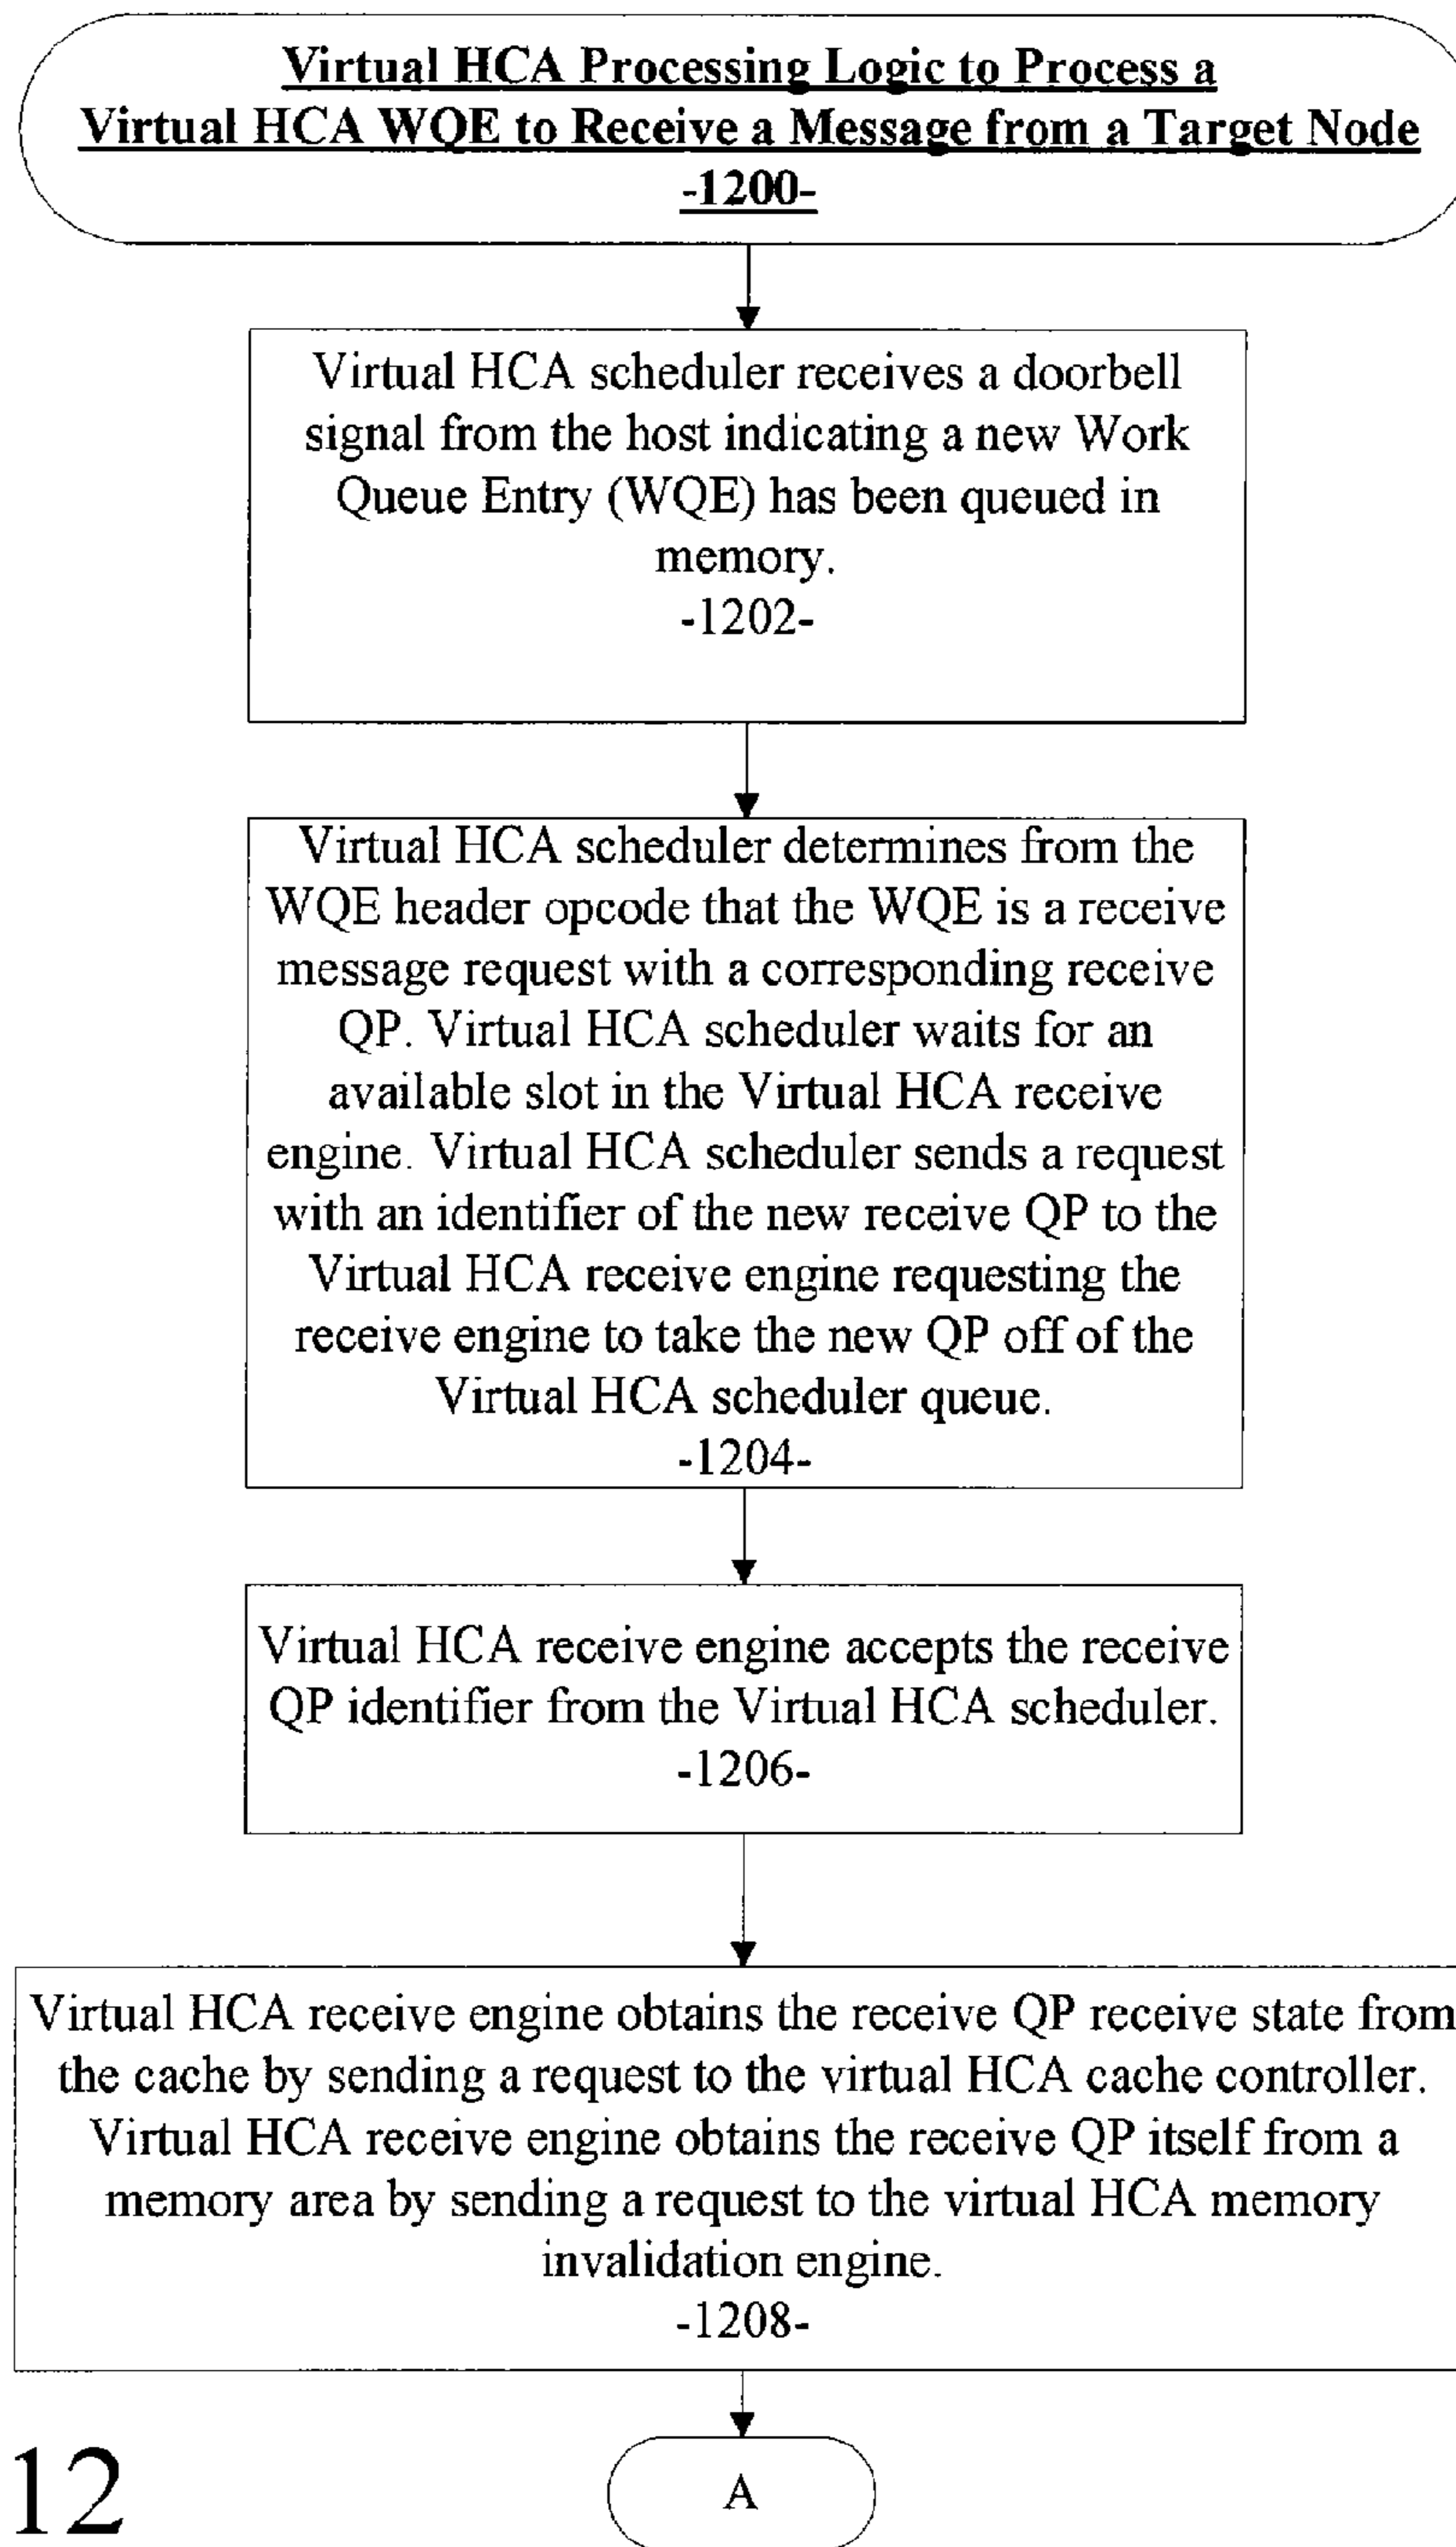 Virtual HCA Processing Logic to Process a
Virtual HCA WQE to Receive a Message from a Target Node
-1200-
Virtual HCA scheduler receives a doorbell
signal from the host indicating a new Work
Queue Entry (WQE) has been queued in
memory.
-1202-
Virtual HCA scheduler determines from the
WQE header opcode that the WQE is a receive
message request with a corresponding receive
QP. Virtual HCA scheduler waits for an
available slot in the Virtual HCA receive
engine. Virtual HCA scheduler sends a request
with an identifier of the new receive QP to the
Virtual HCA receive engine requesting the
receive engine to take the new QP off of the
Virtual HCA scheduler queue.
-1204-
Virtual HCA receive engine accepts the receive
QP identifier from the Virtual HCA scheduler.
-1206-
Virtual HCA receive engine obtains the receive QP receive state from
the cache by sending a request to the virtual HCA cache controller.
Virtual HCA receive engine obtains the receive QP itself from a
memory area by sending a request to the virtual HCA memory
invalidation engine.
-1208-
A
12